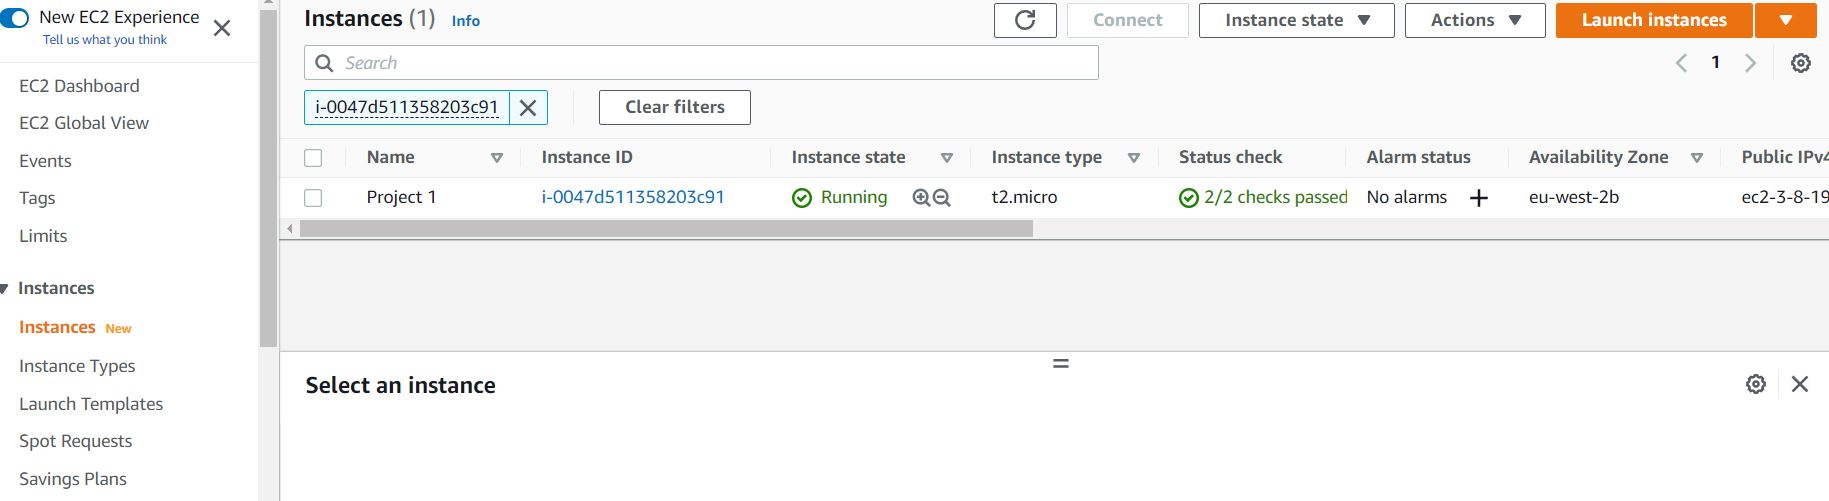 New EC2 Experience
Tell us what you think
EC2 Dashboard
EC2 Global View
Events
Tags
Limits
Instances
Instances New
Instance Types
Launch Templates
Spot Requests
Savings Plans
Instances (1) Info
Connect Instance state Actions Launch instances
Search
1
i-0047d511358203c91 Clear filters
Name Instance ID Instance state Instance type Status check Alarm status Availability Zone Public IPv4
Project 1 i-0047d511358203c91 Running t2.micro 2/2 checks passed No alarms + eu-west-2b ec2-3-8-19
Select an instance